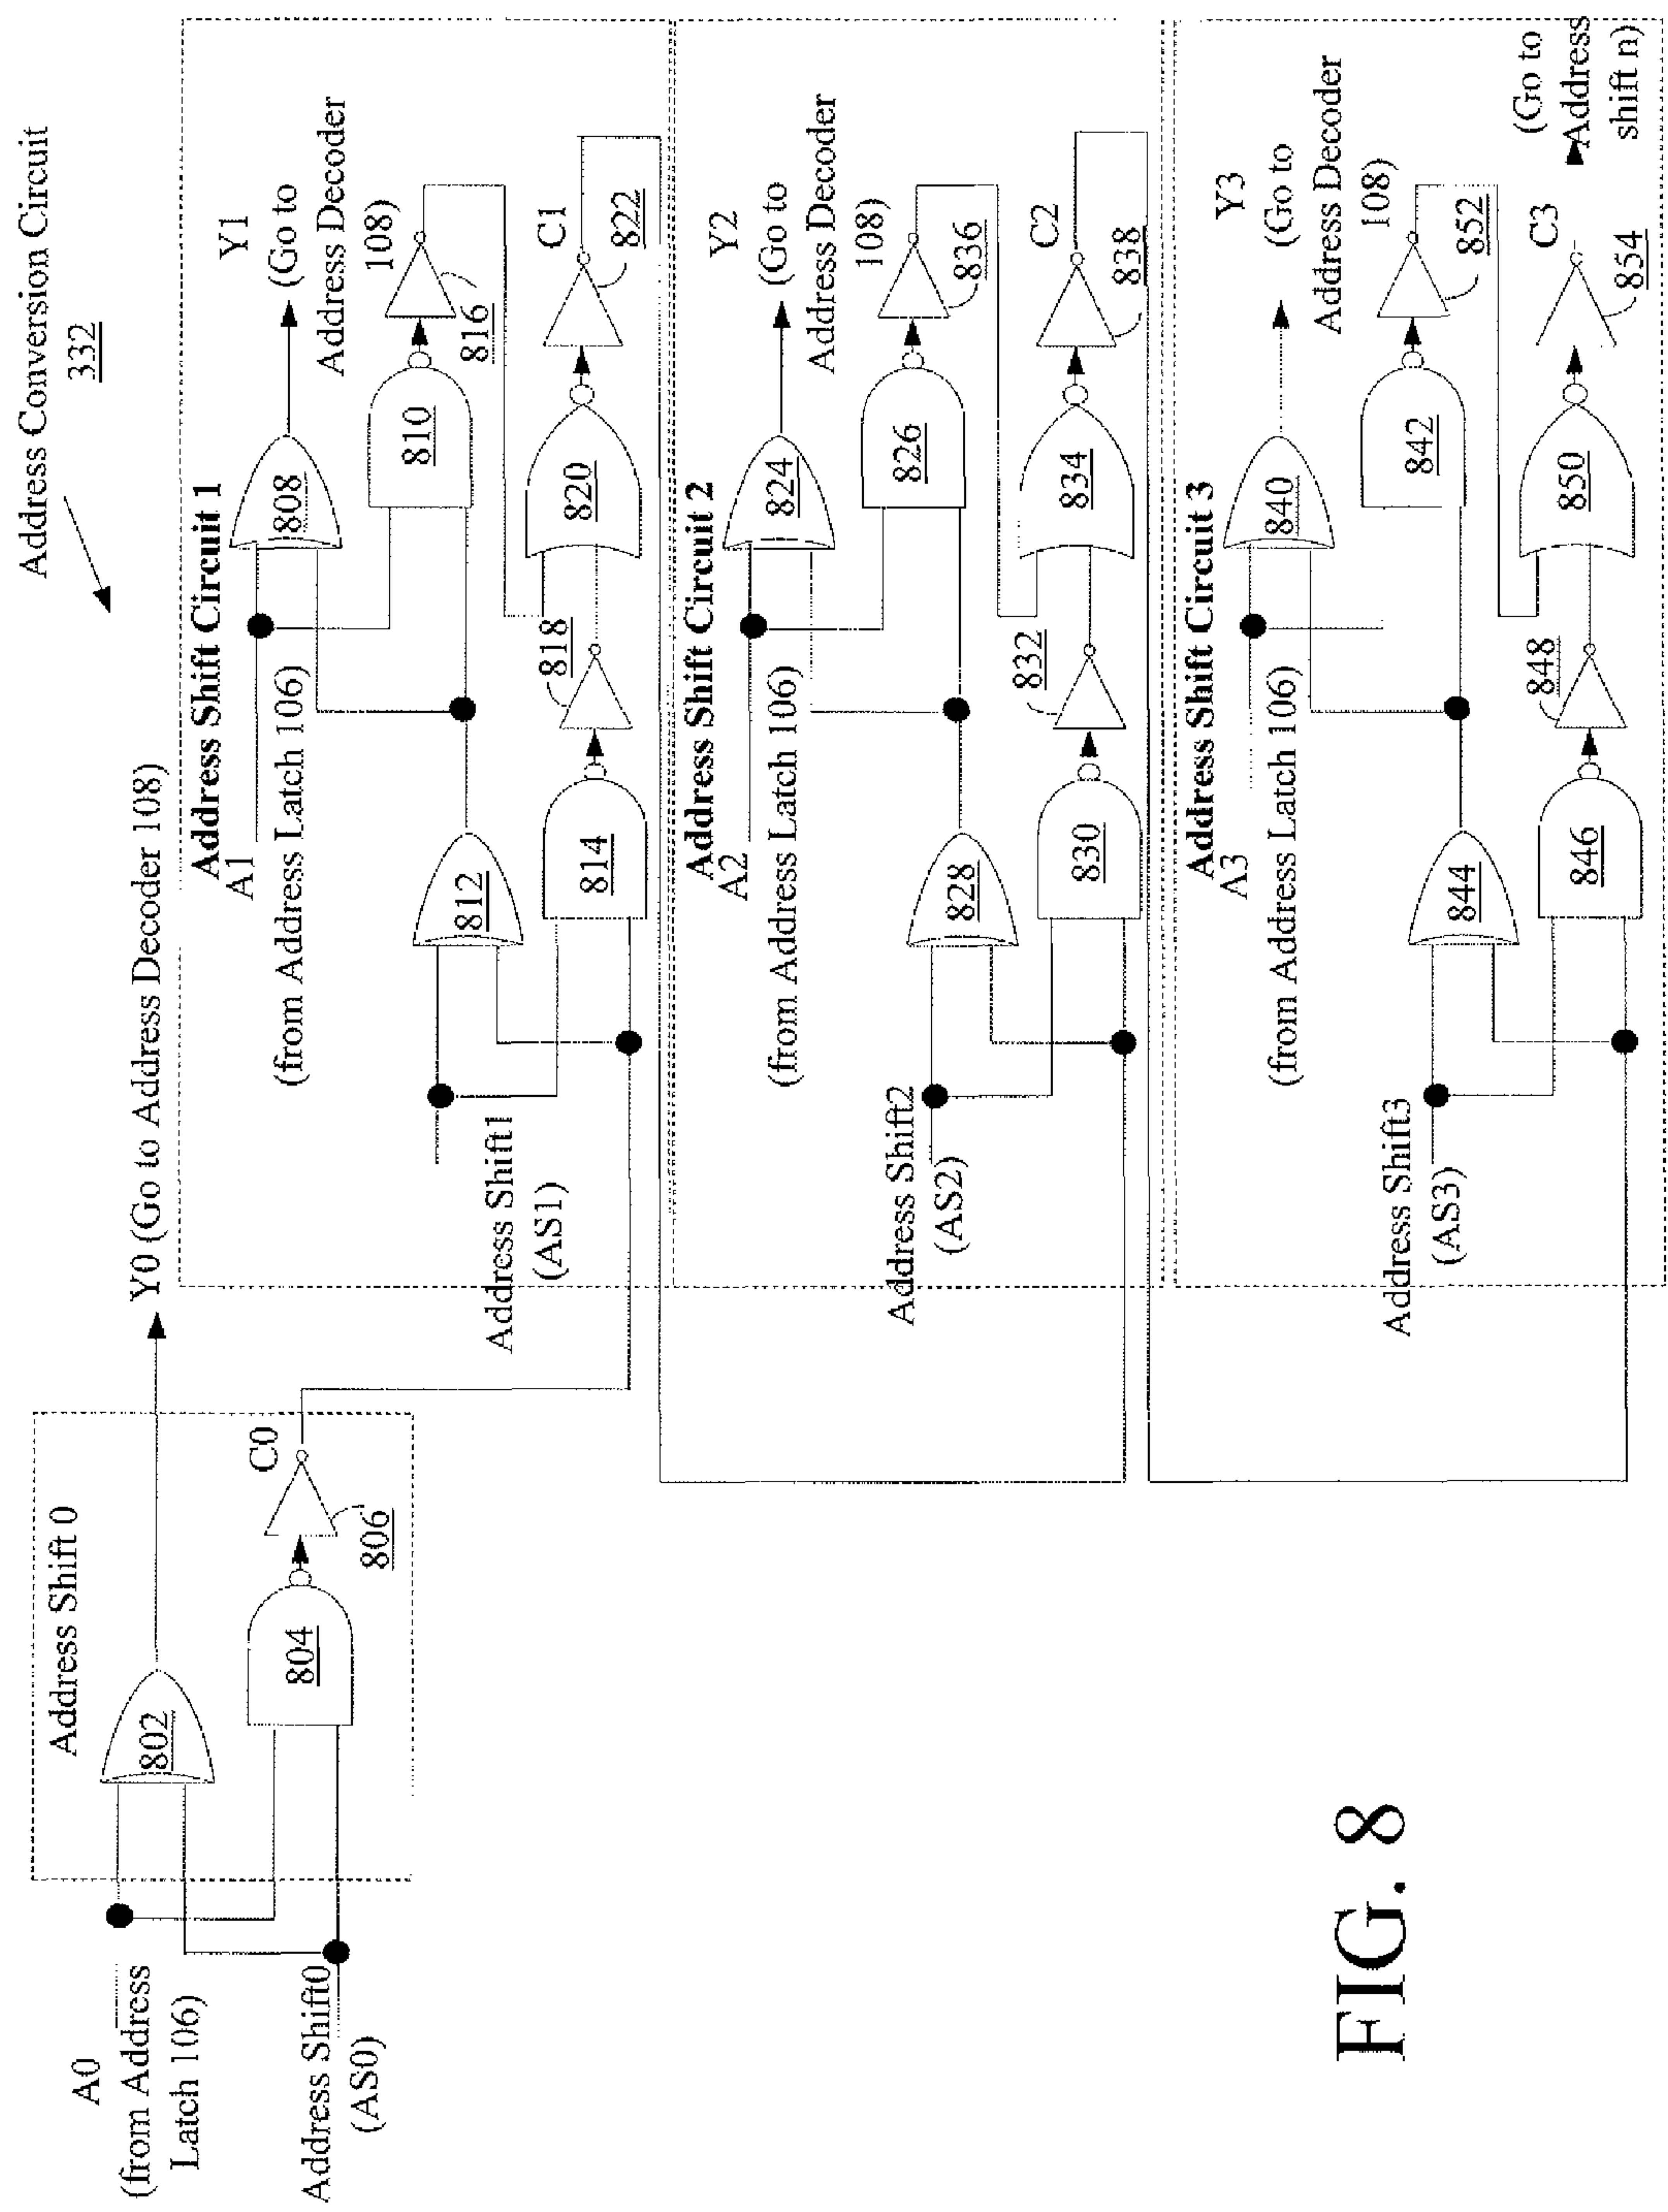 Address Conversion Circuit
332
Address Shift 0
A0
(from Address
Latch 106)
Address Shift0
(AS0)
802
804
806
C0
Y0 (Go to Address Decoder 108)
Address Shift Circuit 1
A1
(from Address Latch 106)
Address Shift1
(AS1)
812
814
818
808
810
820
816
822
C1
Y1
(Go to
Address Decoder
108)
Address Shift Circuit 2
A2
(from Address Latch 106)
Address Shift2
(AS2)
828
830
832
824
826
834
836
838
C2
Y2
(Go to
Address Decoder
108)
Address Shift Circuit 3
A3
(from Address Latch 106)
Address Shift3
(AS3)
844
846
848
840
842
850
852
854
C3
Y3
(Go to
Address Decoder
108)
(Go to
Address
shift n)
FIG. 8